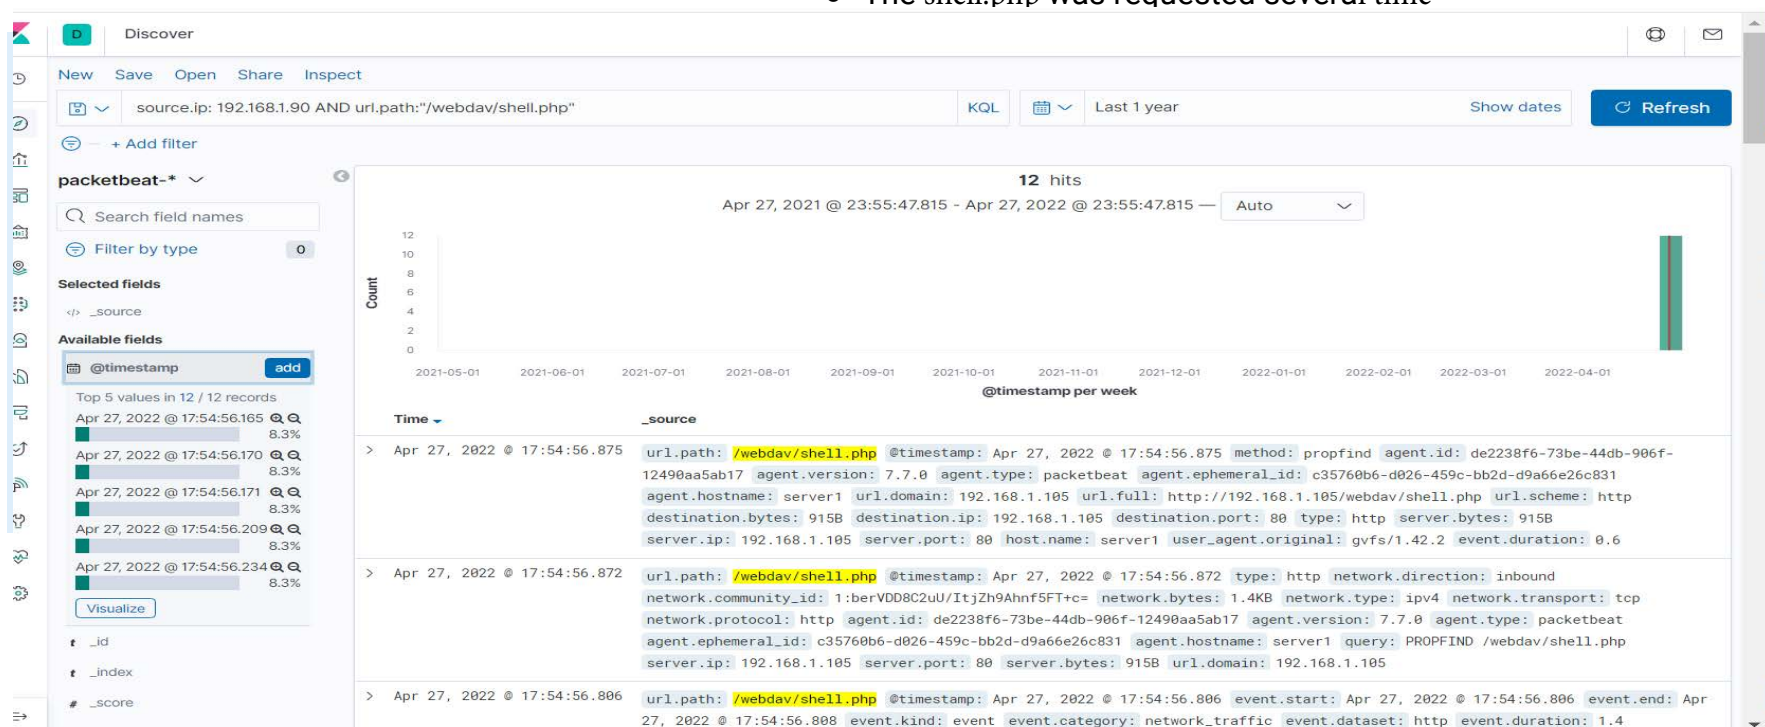 The shell.php was requested several time
D Discover
New Save Open Share Inspect
source.ip: 192.168.1.90 AND url.path:"/webdav/shell.php" KQL Last 1 year Show dates Refresh
+ Add filter
packetbeat-*
Search field names
Filter by type 0
Selected fields
</> _source
Available fields
@timestamp add
Top 5 values in 12 / 12 records
Apr 27, 2022 @ 17:54:56.165
8.3%
Apr 27, 2022 @ 17:54:56.170
8.3%
Apr 27, 2022 @ 17:54:56.171
8.3%
Apr 27, 2022 @ 17:54:56.209
8.3%
Apr 27, 2022 @ 17:54:56.234
8.3%
Visualize
t _id
t _index
# _score
12 hits
Apr 27, 2021 @ 23:55:47.815 - Apr 27, 2022 @ 23:55:47.815 — Auto
12
10
8
6
4
2
0
Count
2021-05-01 2021-06-01 2021-07-01 2021-08-01 2021-09-01 2021-10-01 2021-11-01 2021-12-01 2022-01-01 2022-02-01 2022-03-01 2022-04-01
@timestamp per week
Time _source
Apr 27, 2022 @ 17:54:56.875 url.path: /webdav/shell.php @timestamp: Apr 27, 2022 @ 17:54:56.875 method: propfind agent.id: de2238f6-73be-44db-906f-
12490aa5ab17 agent.version: 7.7.0 agent.type: packetbeat agent.ephemeral_id: c35760b6-d026-459c-bb2d-d9a66e26c831
agent.hostname: server1 url.domain: 192.168.1.105 url.full: http://192.168.1.105/webdav/shell.php url.scheme: http
destination.bytes: 915B destination.ip: 192.168.1.105 destination.port: 80 type: http server.bytes: 915B
server.ip: 192.168.1.105 server.port: 80 host.name: server1 user_agent.original: gvfs/1.42.2 event.duration: 0.6
Apr 27, 2022 @ 17:54:56.872 url.path: /webdav/shell.php @timestamp: Apr 27, 2022 @ 17:54:56.872 type: http network.direction: inbound
network.community_id: 1:berVDD8C2uU/ItjZh9Ahnf5FT+c= network.bytes: 1.4KB network.type: ipv4 network.transport: tcp
network.protocol: http agent.id: de2238f6-73be-44db-906f-12490aa5ab17 agent.version: 7.7.0 agent.type: packetbeat
agent.ephemeral_id: c35760b6-d026-459c-bb2d-d9a66e26c831 agent.hostname: server1 query: PROPFIND /webdav/shell.php
server.ip: 192.168.1.105 server.port: 80 server.bytes: 915B url.domain: 192.168.1.105
Apr 27, 2022 @ 17:54:56.806 url.path: /webdav/shell.php @timestamp: Apr 27, 2022 @ 17:54:56.806 event.start: Apr 27, 2022 @ 17:54:56.806 event.end: Apr
27, 2022 @ 17:54:56.808 event.kind: event event.category: network_traffic event.dataset: http event.duration: 1.4